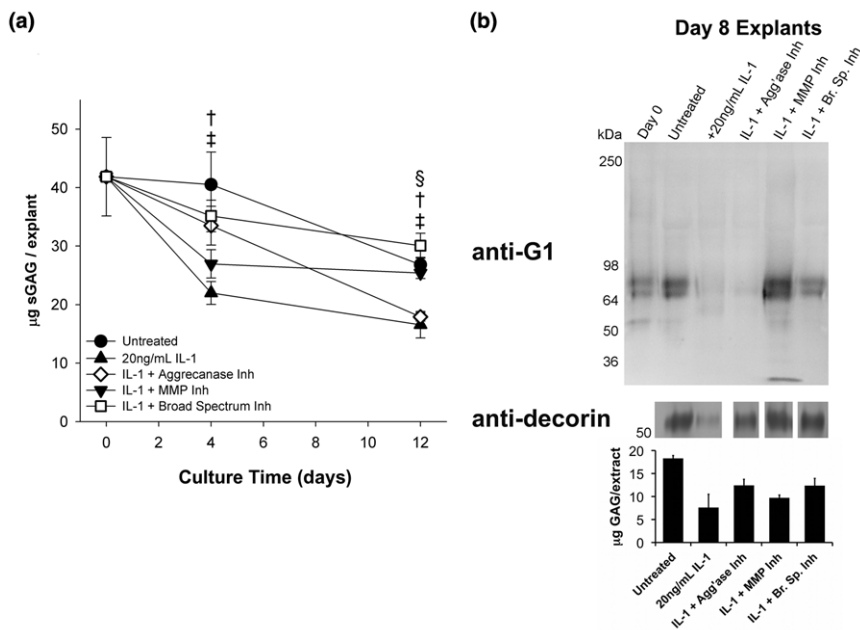 (a)
†
‡
§
†
‡
50
40
30
20
10
0
µg sGAG / explant
Untreated
20ng/mL IL-1
IL-1 + Aggrecanase Inh
IL-1 + MMP Inh
IL-1 + Broad Spectrum Inh
0 2 4 6 8 10 12
Culture Time (days)
(b)
Day 8 Explants
Day 0
Untreated
+20ng/mL IL-1
IL-1 + Agg'ase Inh
IL-1 + MMP Inh
IL-1 + Br. Sp. Inh
kDa
250
98
64
50
36
anti-G1
anti-decorin
50
20
15
10
5
0
µg GAG/extract
Untreated
20ng/mL IL-1
IL-1 + Agg'ase Inh
IL-1 + MMP Inh
IL-1 + Br. Sp. Inh